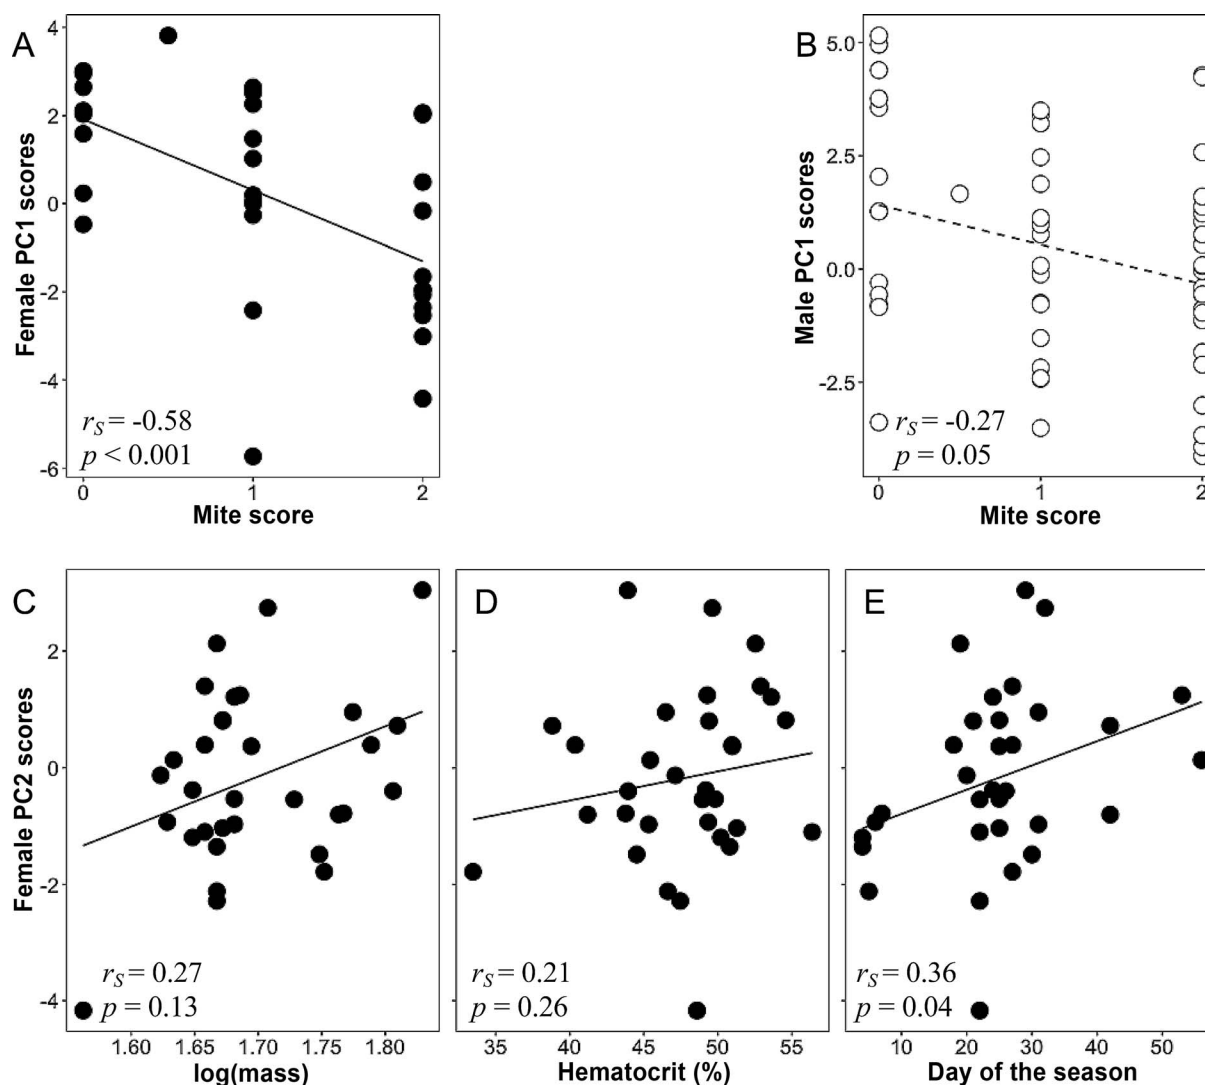 A
Female PC1 scores
4
2
0
-2
-4
-6
r_S = -0.58
p < 0.001
0 1 2
Mite score
B
Male PC1 scores
5.0
2.5
0.0
-2.5
r_S = -0.27
p = 0.05
0 1 2
Mite score
C
Female PC2 scores
2
0
-2
-4
r_S = 0.27
p = 0.13
1.60 1.65 1.70 1.75 1.80
log(mass)
D
r_S = 0.21
p = 0.26
35 40 45 50 55
Hematocrit (%)
E
r_S = 0.36
p = 0.04
10 20 30 40 50
Day of the season